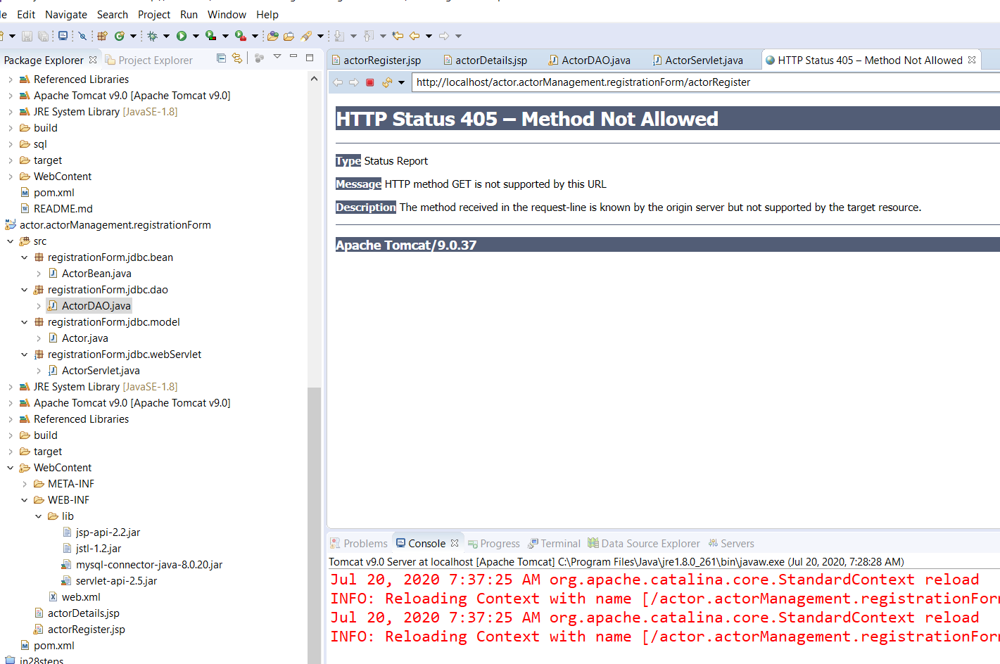 Edit Navigate Search Project Run Window Help
Package Explorer Project Explorer
Referenced Libraries
Apache Tomcat v9.0 [Apache Tomcat v9.0]
JRE System Library [JavaSE-1.8]
build
sql
target
WebContent
pom.xml
README.md
actor.actorManagement.registrationForm
src
registrationForm.jdbc.bean
ActorBean.java
registrationForm.jdbc.dao
ActorDAO.java
registrationForm.jdbc.model
Actor.java
registrationForm.jdbc.webServlet
ActorServlet.java
JRE System Library [JavaSE-1.8]
Apache Tomcat v9.0 [Apache Tomcat v9.0]
Referenced Libraries
build
target
WebContent
META-INF
WEB-INF
lib
jsp-api-2.2.jar
jstl-1.2.jar
mysql-connector-java-8.0.20.jar
servlet-api-2.5.jar
web.xml
actorDetails.jsp
actorRegister.jsp
pom.xml
in28steps
actorRegister.jsp actorDetails.jsp ActorDAO.java ActorServlet.java HTTP Status 405 – Method Not Allowed
http://localhost/actor.actorManagement.registrationForm/actorRegister
HTTP Status 405 – Method Not Allowed
Type Status Report
Message HTTP method GET is not supported by this URL
Description The method received in the request-line is known by the origin server but not supported by the target resource.
Apache Tomcat/9.0.37
Problems Console Progress Terminal Data Source Explorer Servers
Tomcat v9.0 Server at localhost [Apache Tomcat] C:\Program Files\Java\jre1.8.0_261\bin\javaw.exe (Jul 20, 2020, 7:28:28 AM)
Jul 20, 2020 7:37:25 AM org.apache.catalina.core.StandardContext reload
INFO: Reloading Context with name [/actor.actorManagement.registrationForm
Jul 20, 2020 7:37:25 AM org.apache.catalina.core.StandardContext reload
INFO: Reloading Context with name [/actor.actorManagement.registrationForm